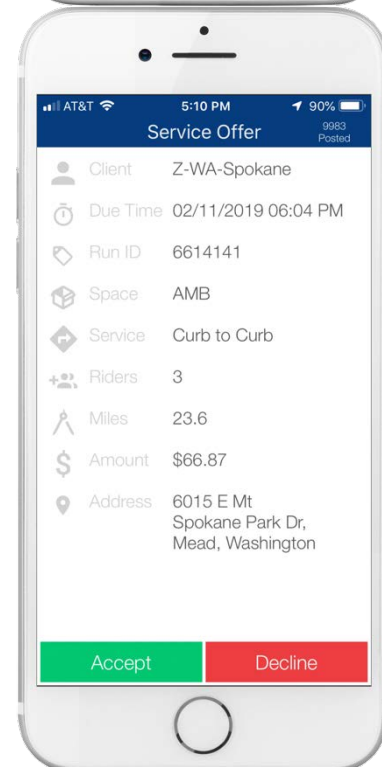 AT&T 5:10 PM 90%
Service Offer 9983
Posted
Client Z-WA-Spokane
Due Time 02/11/2019 06:04 PM
Run ID 6614141
Space AMB
Service Curb to Curb
Riders 3
Miles 23.6
$ Amount $66.87
Address 6015 E Mt
Spokane Park Dr,
Mead, Washington
Accept Decline